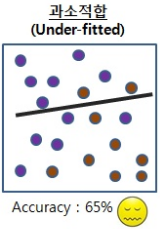 과소적합
(Under-fitted)
Accuracy : 65%